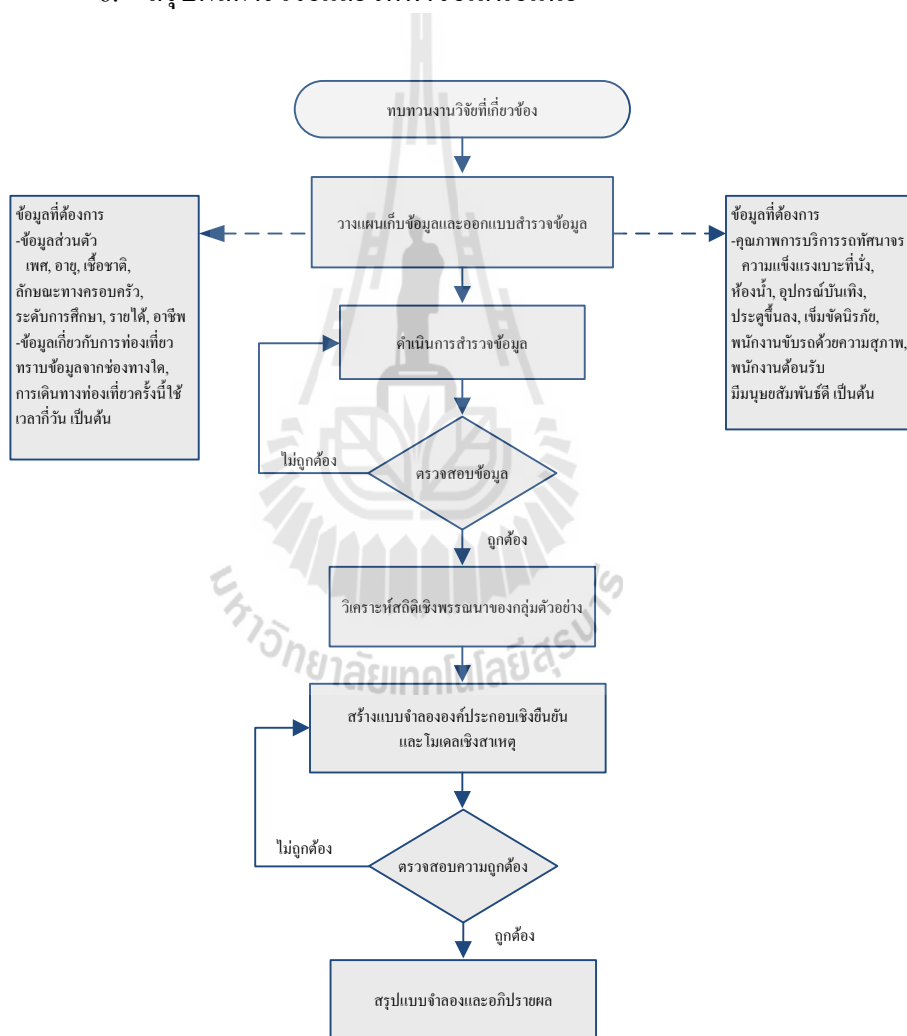 ทบทวนงานวิจัยที่เกี่ยวข้อง
วางแผนเก็บข้อมูลและออกแบบสำรวจข้อมูล
ข้อมูลที่ต้องการ
-ข้อมูลส่วนตัว
เพศ, อายุ, เชื้อชาติ,
ลักษณะทางครอบครัว,
ระดับการศึกษา, รายได้, อาชีพ
-ข้อมูลเกี่ยวกับการท่องเที่ยว
ทราบข้อมูลจากช่องทางใด,
การเดินทางท่องเที่ยวครั้งนี้ใช้
เวลากี่วัน เป็นต้น
ข้อมูลที่ต้องการ
-คุณภาพการบริการรถทัศนาจร
ความแข็งแรงเบาะที่นั่ง,
ห้องน้ำ, อุปกรณ์บันเทิง,
ประตูขึ้นลง, เข็มขัดนิรภัย,
พนักงานขับรถด้วยความสุภาพ,
พนักงานต้อนรับ
มีมนุษยสัมพันธ์ดี เป็นต้น
ดำเนินการสำรวจข้อมูล
ไม่ถูกต้อง
ตรวจสอบข้อมูล
ถูกต้อง
วิเคราะห์สถิติเชิงพรรณนาของกลุ่มตัวอย่าง
มหาวิทยาลัยเทคโนโลยีสุรนารี
สร้างแบบจำลององค์ประกอบเชิงยืนยัน
และโมเดลเชิงสาเหตุ
ไม่ถูกต้อง
ตรวจสอบความถูกต้อง
ถูกต้อง
สรุปแบบจำลองและอภิปรายผล